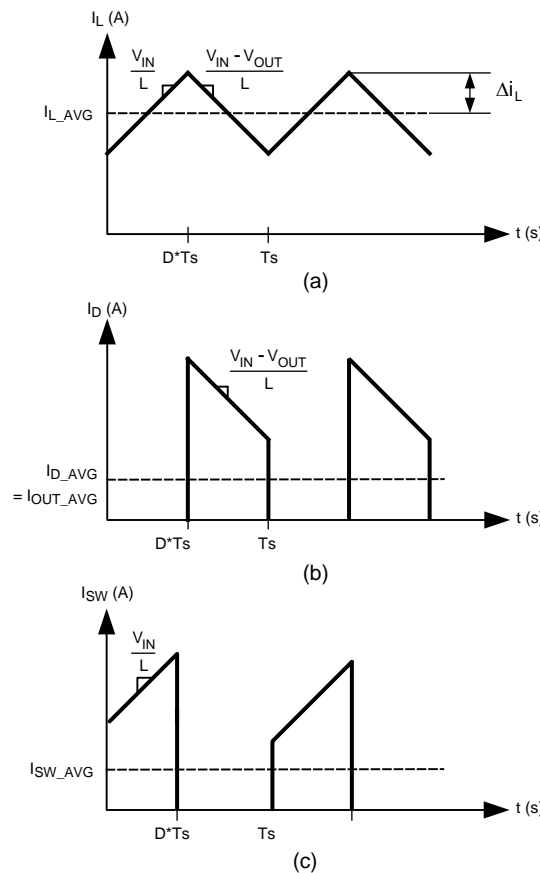 I_L (A)
V_IN
L
V_IN - V_OUT
L
I_L_AVG
Δi_L
t (s)
D*Ts
Ts
(a)
I_D (A)
V_IN - V_OUT
L
I_D_AVG
= I_OUT_AVG
t (s)
D*Ts
Ts
(b)
I_SW (A)
V_IN
L
I_SW_AVG
t (s)
D*Ts
Ts
(c)